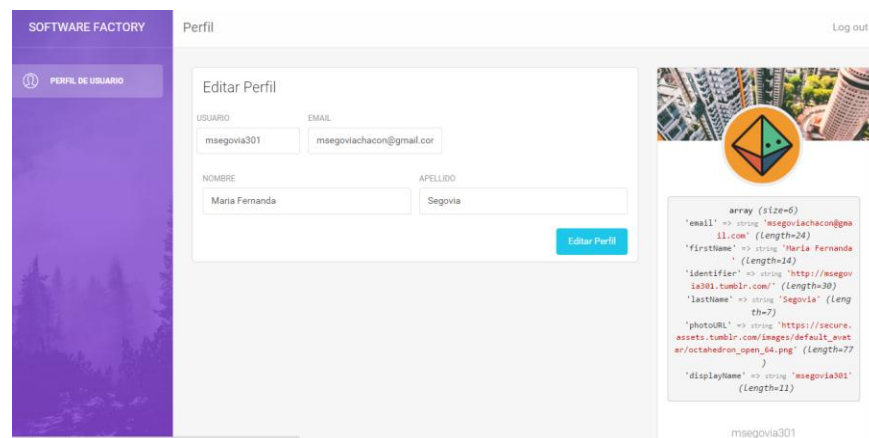 SOFTWARE FACTORY
Perfil
Log out
PERFIL DE USUARIO
Editar Perfil
USUARIO
EMAIL
msegovia301
msegoviachacon@gmail.cor
NOMBRE
APELLIDO
Maria Fernanda
Segovia
Editar Perfil
array (size=6)
'email' => string 'msegoviachacon@gma
il.com' (length=24)
'firstName' => string 'Maria Fernanda
' (length=14)
'identifier' => string 'http://msegov
ia301.tumblr.com/' (length=30)
'lastName' => string 'Segovia' (leng
th=7)
'photoURL' => string 'https://secure.
assets.tumblr.com/images/default_avat
ar/octahedron_open_64.png' (length=77
)
'displayName' => string 'msegovia301'
(length=11)
msegovia301